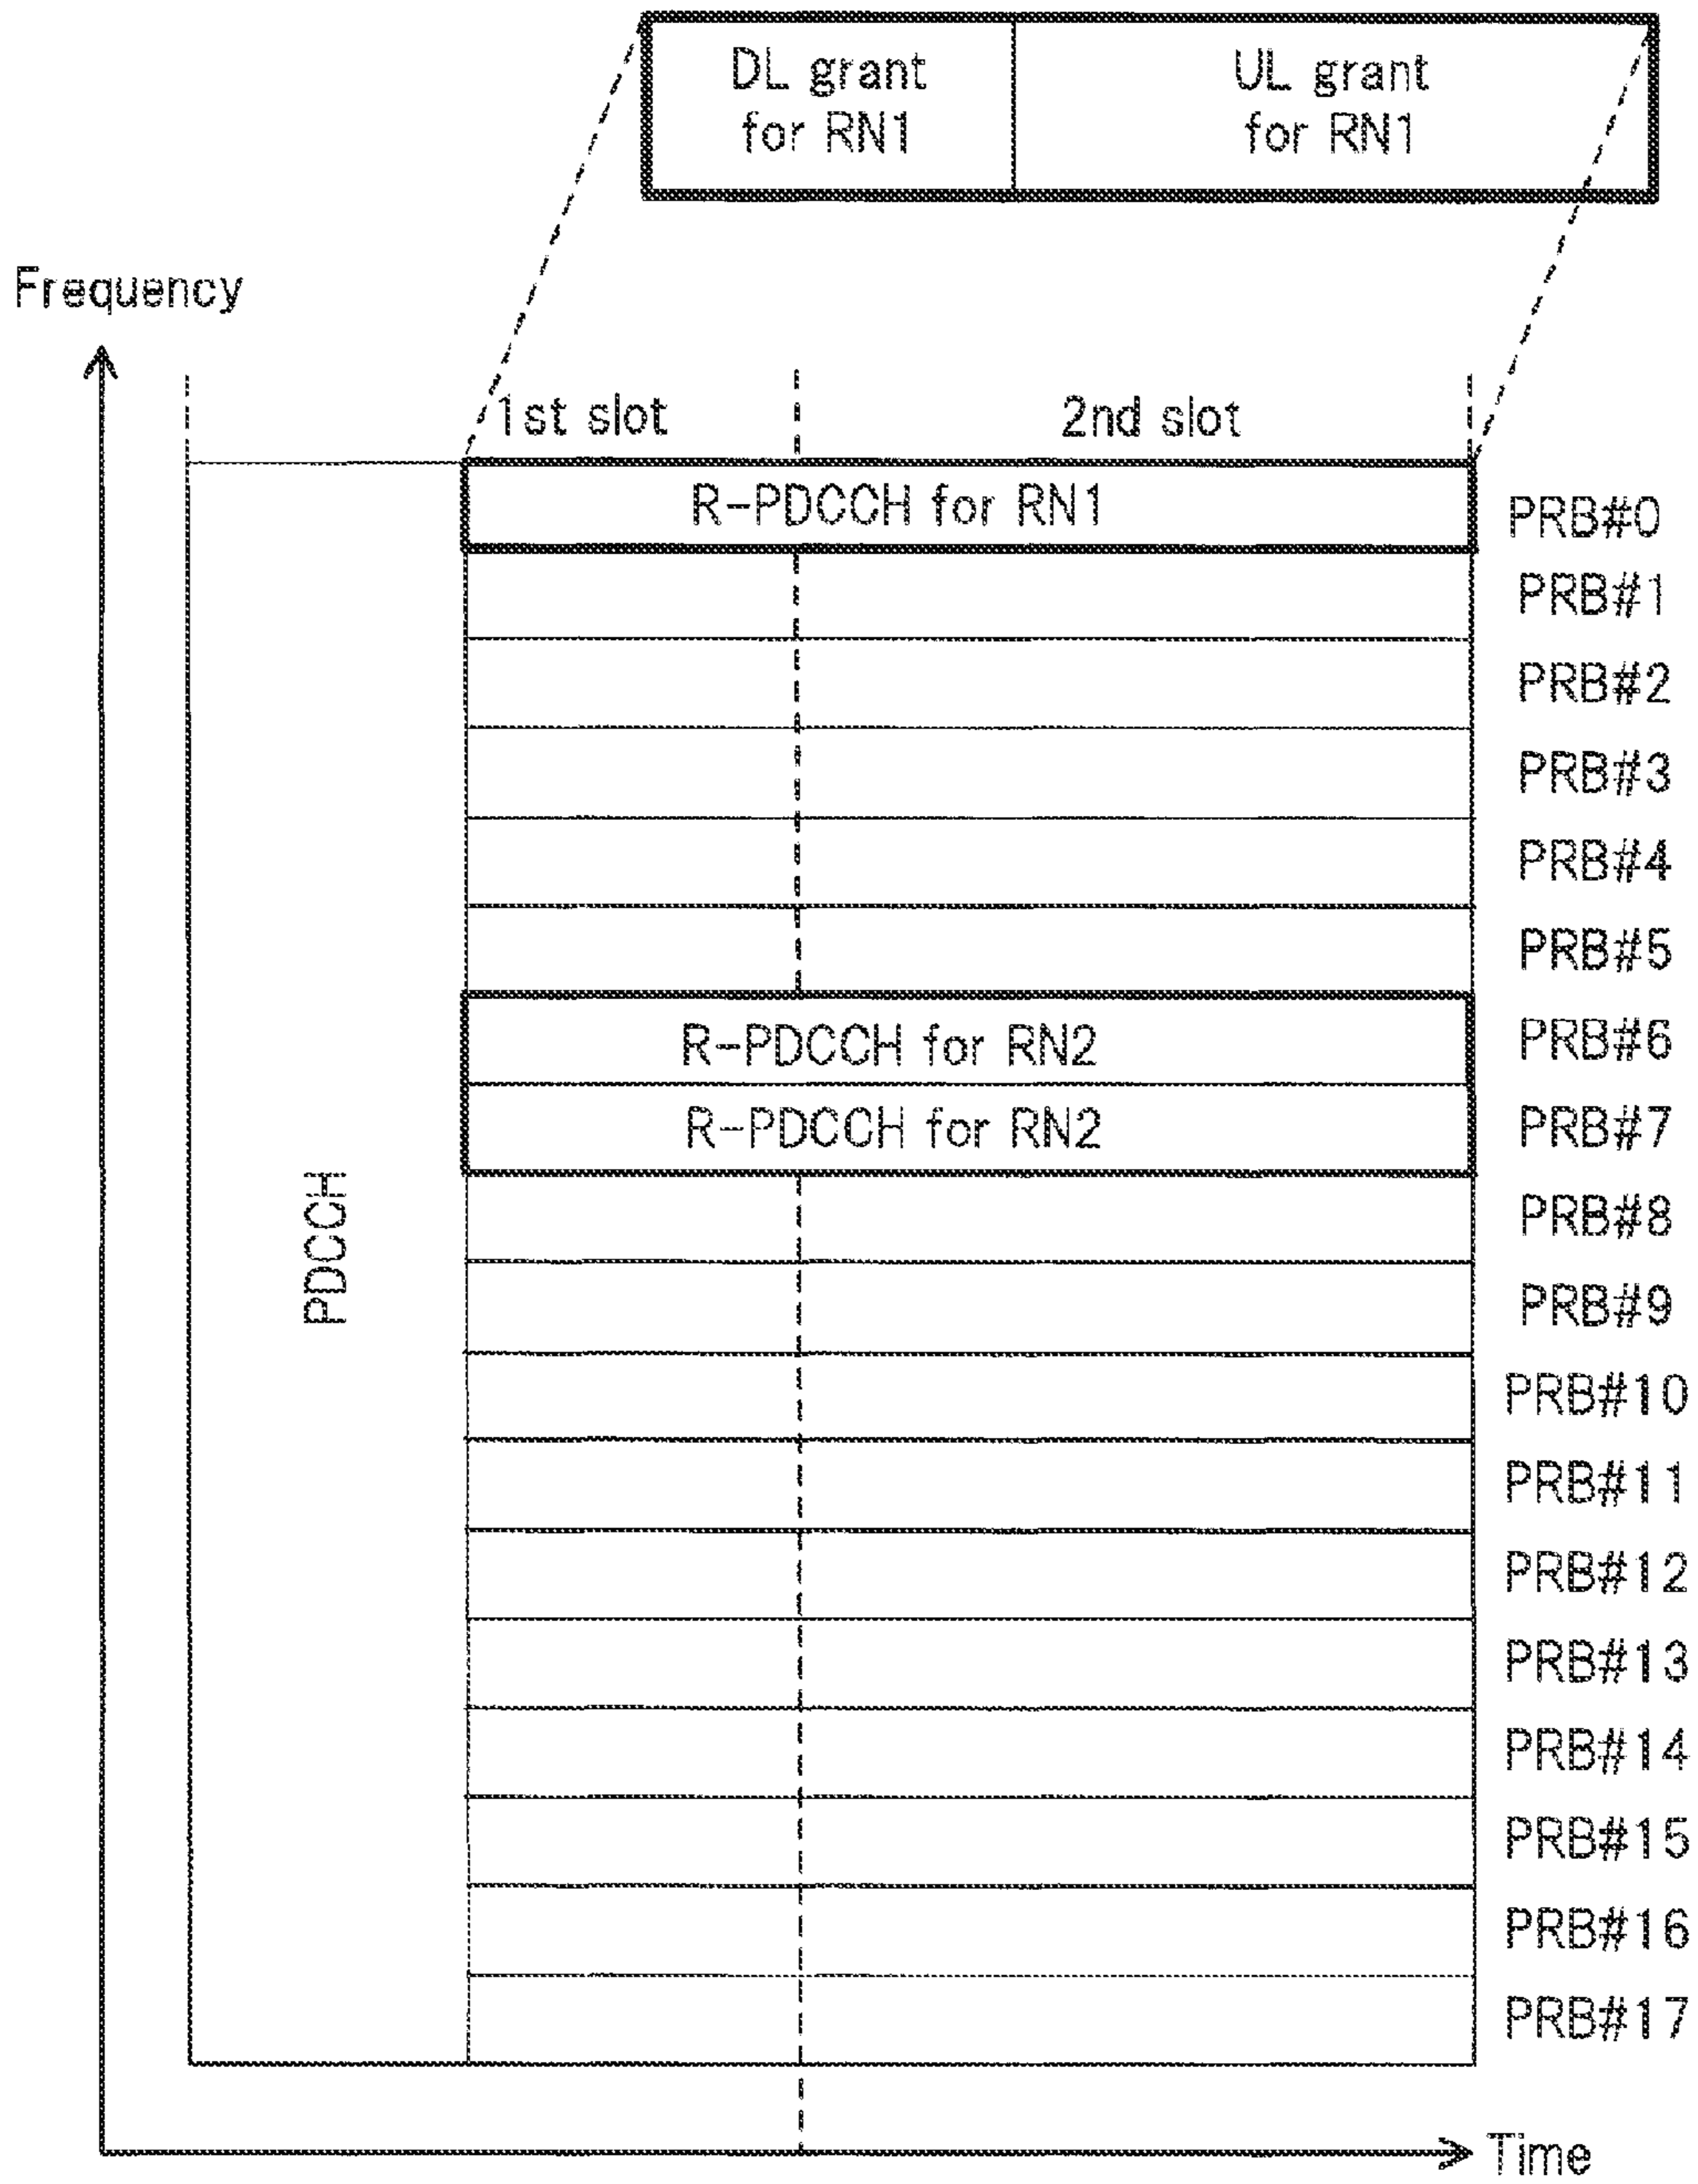 DL grant
for RN1
UL grant
for RN1
Frequency
1st slot
2nd slot
R-PDCCH for RN1
PRB#0
PRB#1
PRB#2
PRB#3
PRB#4
PRB#5
R-PDCCH for RN2
PRB#6
R-PDCCH for RN2
PRB#7
PDCCH
PRB#8
PRB#9
PRB#10
PRB#11
PRB#12
PRB#13
PRB#14
PRB#15
PRB#16
PRB#17
Time